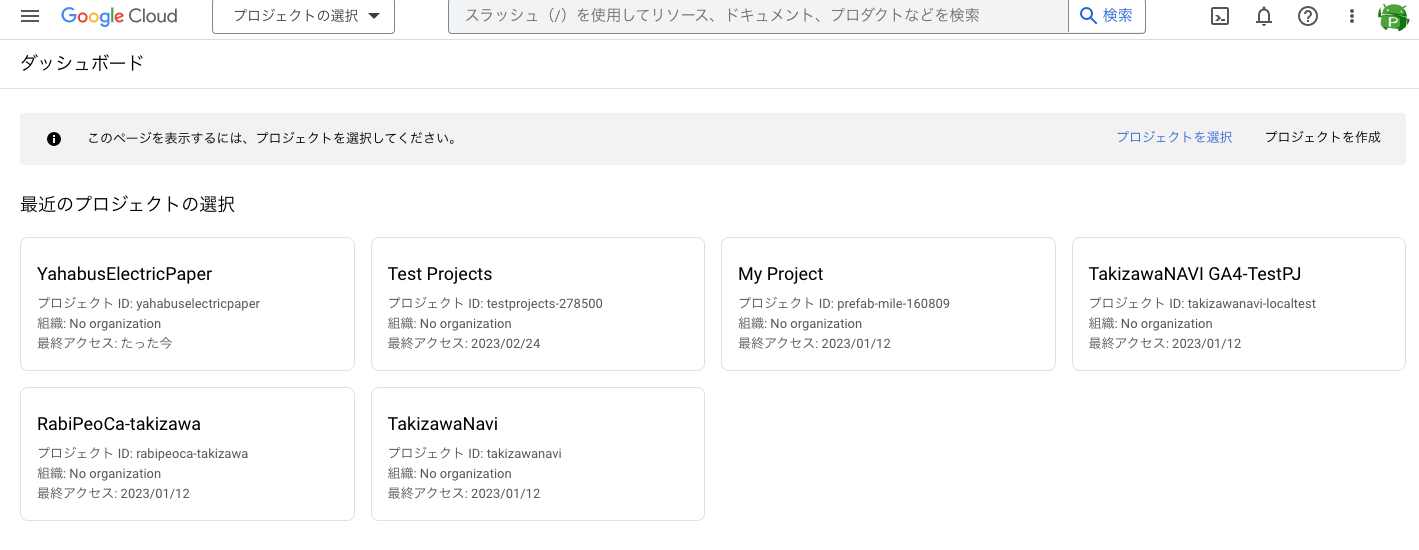 Google Cloud
プロジェクトの選択
スラッシュ（/）を使用してリソース、ドキュメント、プロダクトなどを検索
検索
P
ダッシュボード
このページを表示するには、プロジェクトを選択してください。
プロジェクトを選択
プロジェクトを作成
最近のプロジェクトの選択
YahabusElectricPaper
プロジェクト ID: yahabuselectricpaper
組織: No organization
最終アクセス: たった今
Test Projects
プロジェクト ID: testprojects-278500
組織: No organization
最終アクセス: 2023/02/24
My Project
プロジェクト ID: prefab-mile-160809
組織: No organization
最終アクセス: 2023/01/12
TakizawaNAVI GA4-TestPJ
プロジェクト ID: takizawanavi-localtest
組織: No organization
最終アクセス: 2023/01/12
RabiPeoCa-takizawa
プロジェクト ID: rabipeoca-takizawa
組織: No organization
最終アクセス: 2023/01/12
TakizawaNavi
プロジェクト ID: takizawanavi
組織: No organization
最終アクセス: 2023/01/12